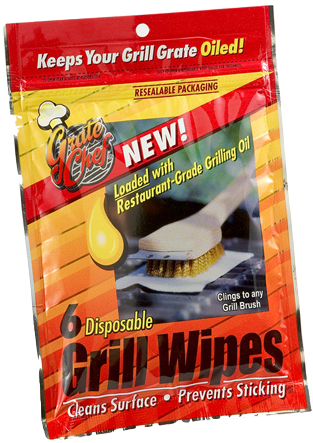 Keeps Your Grill Grate Oiled!
RESEALABLE PACKAGING
Grate
Chef
NEW!
Loaded with
Restaurant-Grade Grilling Oil
Clings to any
Grill Brush
6 Disposable
Grill Wipes
Cleans Surface • Prevents Sticking